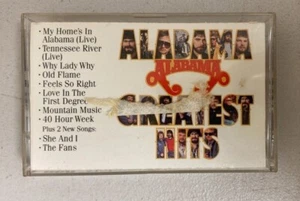 · My Home's In
Alabama (Live)
· Tennessee River
(Live)
· Why Lady Why
· Old Flame
· Feels So Right
· Love In The
First Degree
· Mountain Music
· 40 Hour Week
Plus 2 New Songs:
· She And I
· The Fans
ALABAMA
ALABAMA
GREATEST
HITS